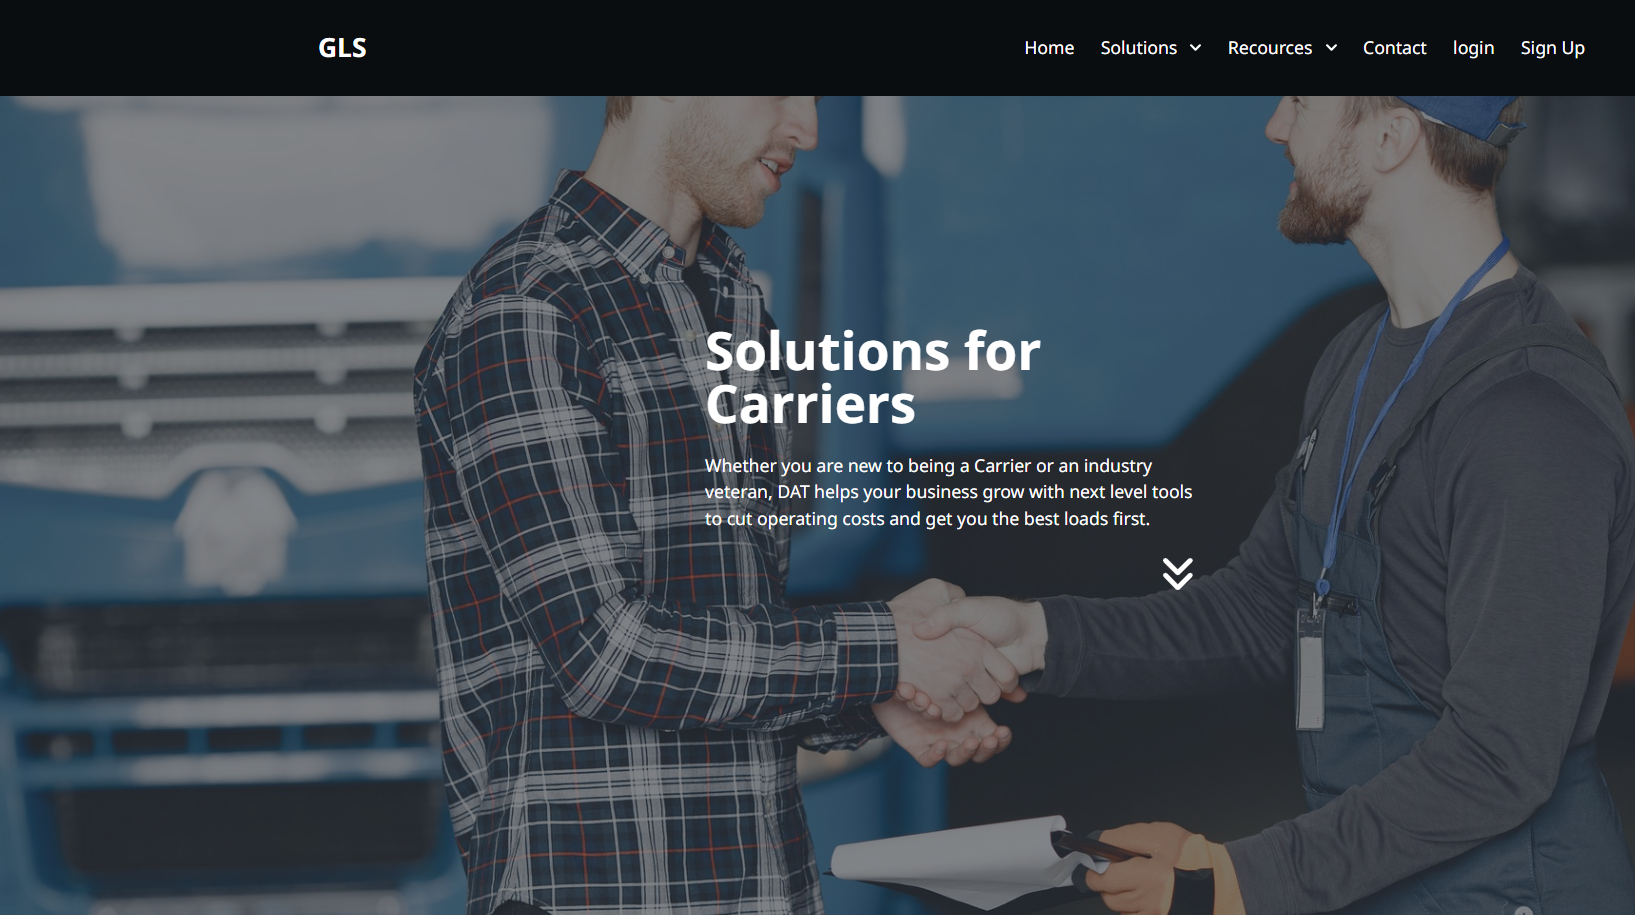 GLS
Home Solutions Recources Contact login Sign Up
Solutions for
Carriers
Whether you are new to being a Carrier or an industry
veteran, DAT helps your business grow with next level tools
to cut operating costs and get you the best loads first.